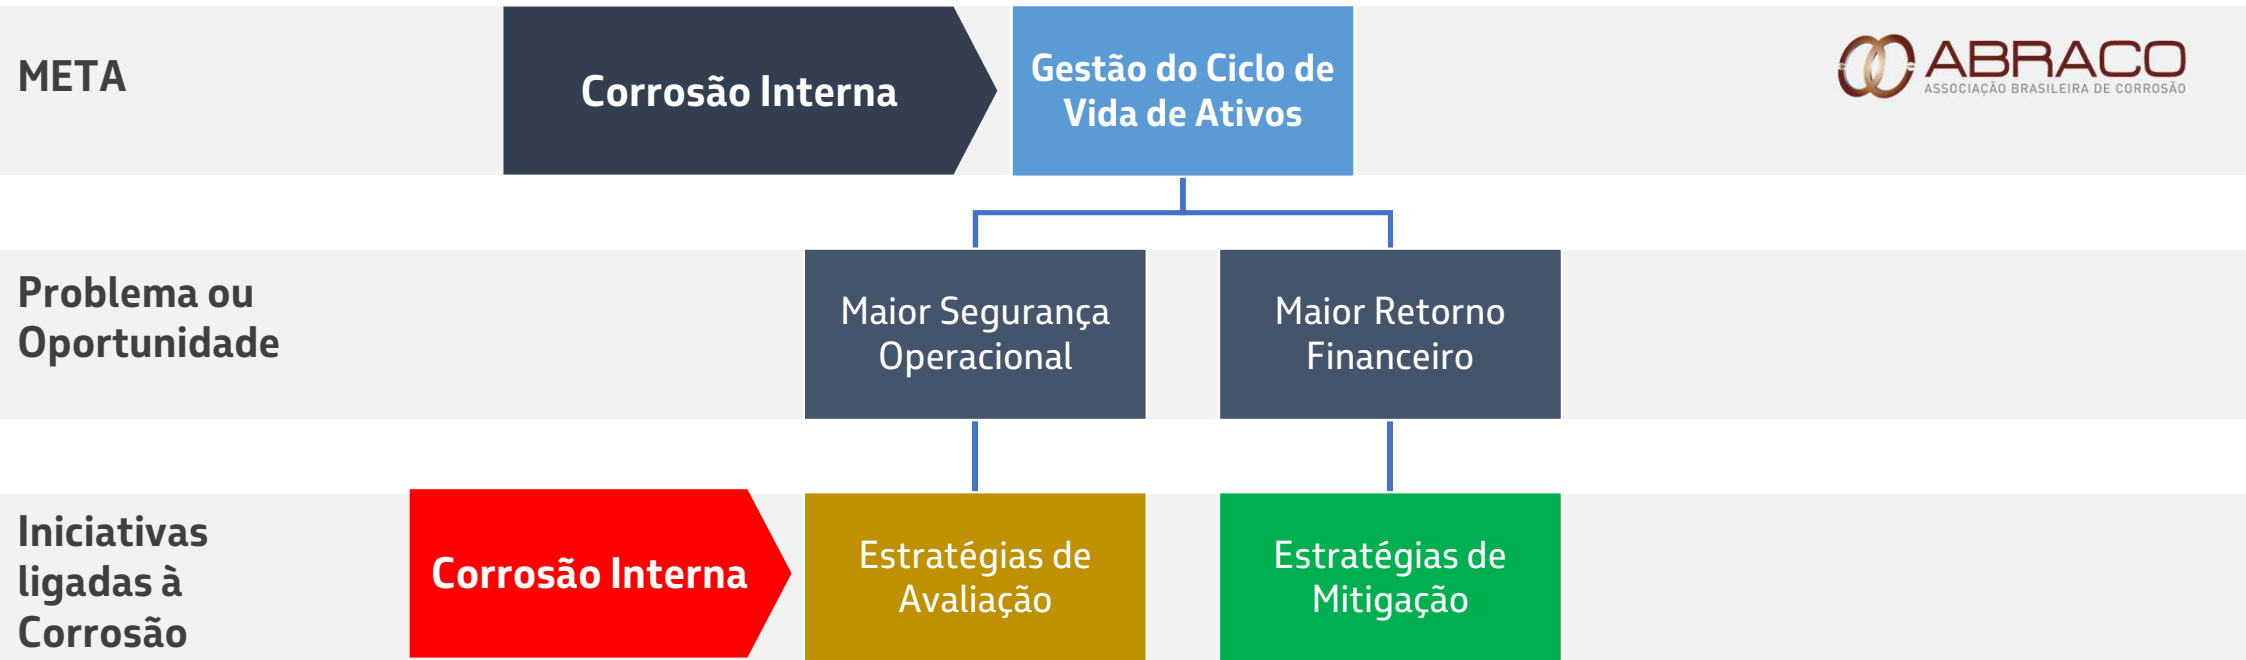 META
Corrosão Interna
Gestão do Ciclo de
Vida de Ativos
ABRACO
ASSOCIAÇÃO BRASILEIRA DE CORROSÃO
Problema ou
Oportunidade
Maior Segurança
Operacional
Maior Retorno
Financeiro
Iniciativas
ligadas à
Corrosão
Corrosão Interna
Estratégias de
Avaliação
Estratégias de
Mitigação